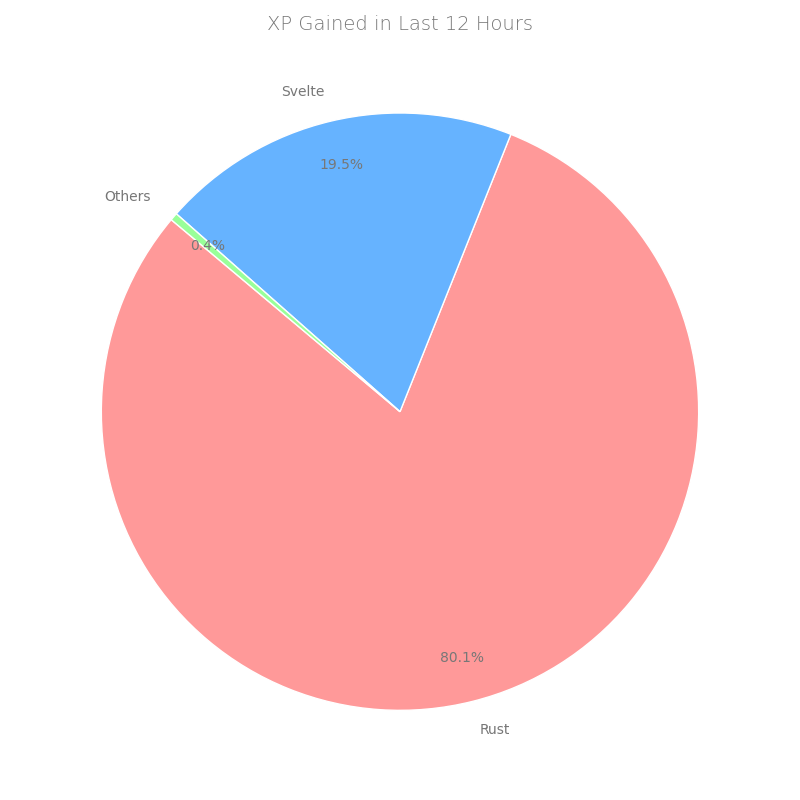 XP Gained in Last 12 Hours
Svelte
19.5%
Others
0.4%
80.1%
Rust